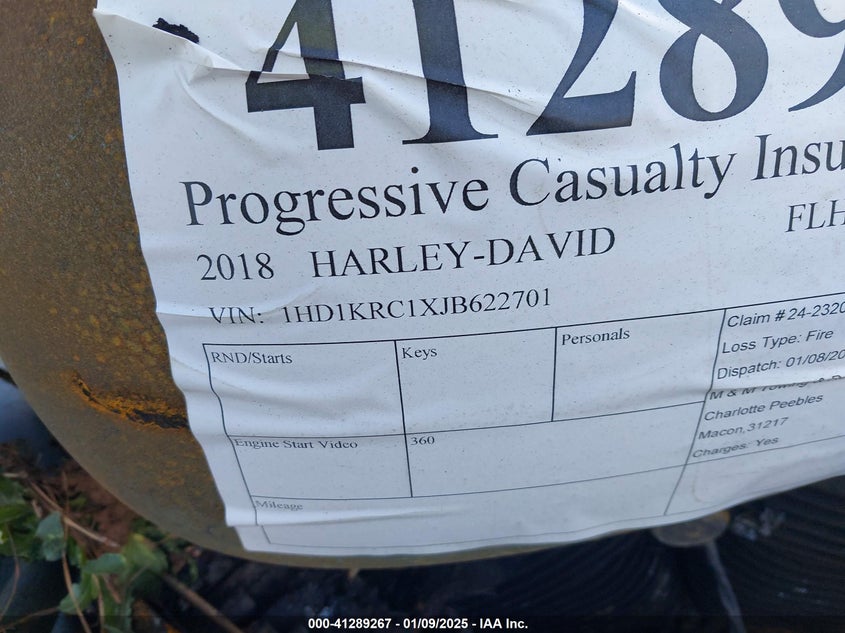 41289
Progressive Casualty Insu
2018 HARLEY-DAVID FLH
VIN: 1HD1KRC1XJB622701
RND/Starts Keys Personals
Claim # 24-2320
Loss Type: Fire
Dispatch: 01/08/20
M & M Towing &
Charlotte Peebles
Macon,31217
Charges: Yes
Engine Start Video 360
Mileage
000-41289267 - 01/09/2025 - IAA Inc.